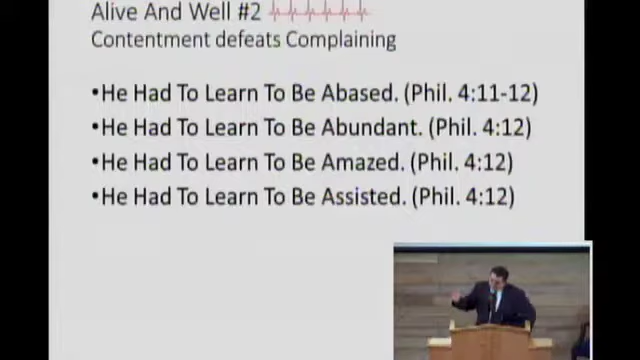 Alive And Well #2
Contentment defeats Complaining
•He Had To Learn To Be Abased. (Phil. 4:11-12)
•He Had To Learn To Be Abundant. (Phil. 4:12)
•He Had To Learn To Be Amazed. (Phil. 4:12)
•He Had To Learn To Be Assisted. (Phil. 4:12)